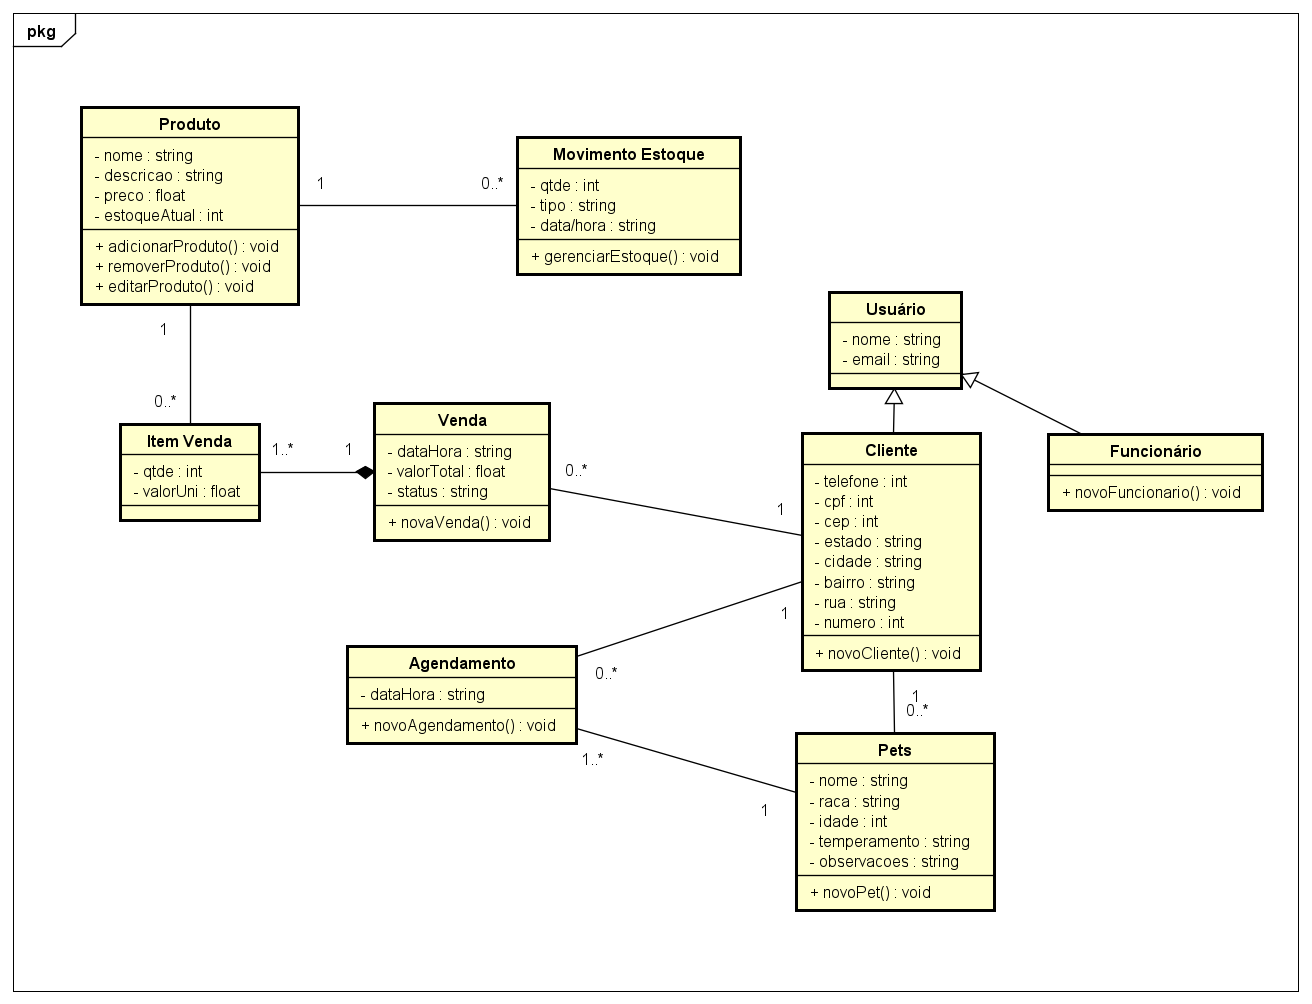 pkg
Produto
- nome : string
- descricao : string
- preco : float
- estoqueAtual : int
+ adicionarProduto() : void
+ removerProduto() : void
+ editarProduto() : void
1
0..*
Movimento Estoque
- qtde : int
- tipo : string
- data/hora : string
+ gerenciarEstoque() : void
1
0..*
Usuário
- nome : string
- email : string
Item Venda
- qtde : int
- valorUni : float
1..*
1
Venda
- dataHora : string
- valorTotal : float
- status : string
+ novaVenda() : void
0..*
1
Cliente
- telefone : int
- cpf : int
- cep : int
- estado : string
- cidade : string
- bairro : string
- rua : string
- numero : int
+ novoCliente() : void
Funcionário
+ novoFuncionario() : void
1
0..*
Agendamento
- dataHora : string
+ novoAgendamento() : void
1..*
1
1
0..*
Pets
- nome : string
- raca : string
- idade : int
- temperamento : string
- observacoes : string
+ novoPet() : void